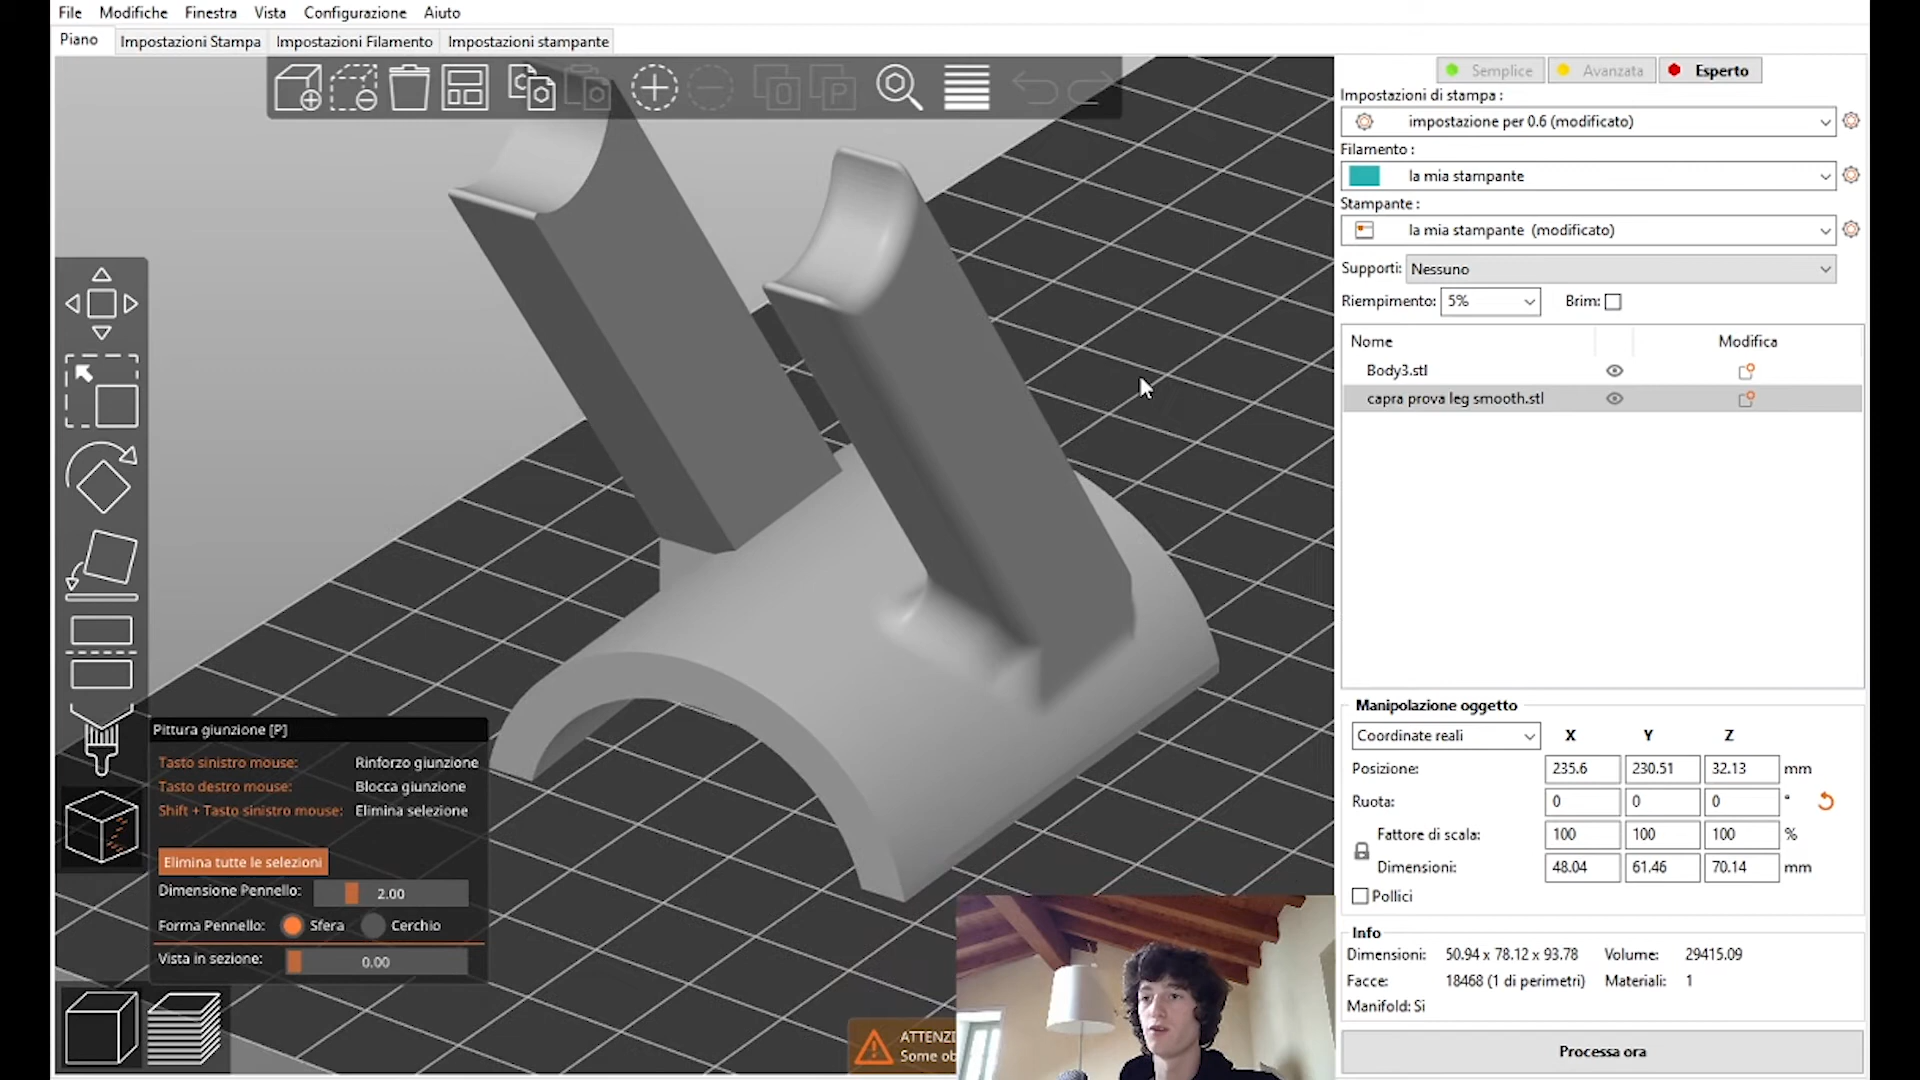 File Modifiche Finestra Vista Configurazione Aiuto
Piano Impostazioni Stampa Impostazioni Filamento Impostazioni stampante
Semplice Avanzata Esperto
Impostazioni di stampa :
impostazione per 0.6 (modificato)
Filamento :
la mia stampante
Stampante :
la mia stampante (modificato)
Supporti: Nessuno
Riempimento: 5% Brim:
Nome Modifica
Body3.stl
capra prova leg smooth.stl
Manipolazione oggetto
Coordinate reali X Y Z
Posizione: 235.6 230.51 32.13 mm
Ruota: 0 0 0 °
Fattore di scala: 100 100 100 %
Dimensioni: 48.04 61.46 70.14 mm
Pollici
Info
Dimensioni: 50.94 x 78.12 x 93.78 Volume: 29415.09
Facce: 18468 (1 di perimetri) Materiali: 1
Manifold: Si
Processa ora
Pittura giunzione [P]
Tasto sinistro mouse: Rinforzo giunzione
Tasto destro mouse: Blocca giunzione
Shift + Tasto sinistro mouse: Elimina selezione
Elimina tutte le selezioni
Dimensione Pennello: 2.00
Forma Pennello: Sfera Cerchio
Vista in sezione: 0.00
ATTENZI
Some ob